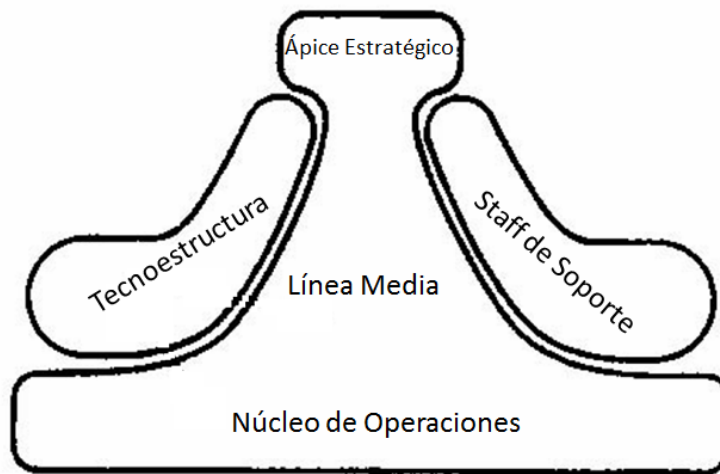 Ápice Estratégico
Tecnoestructura
Staff de Soporte
Línea Media
Núcleo de Operaciones